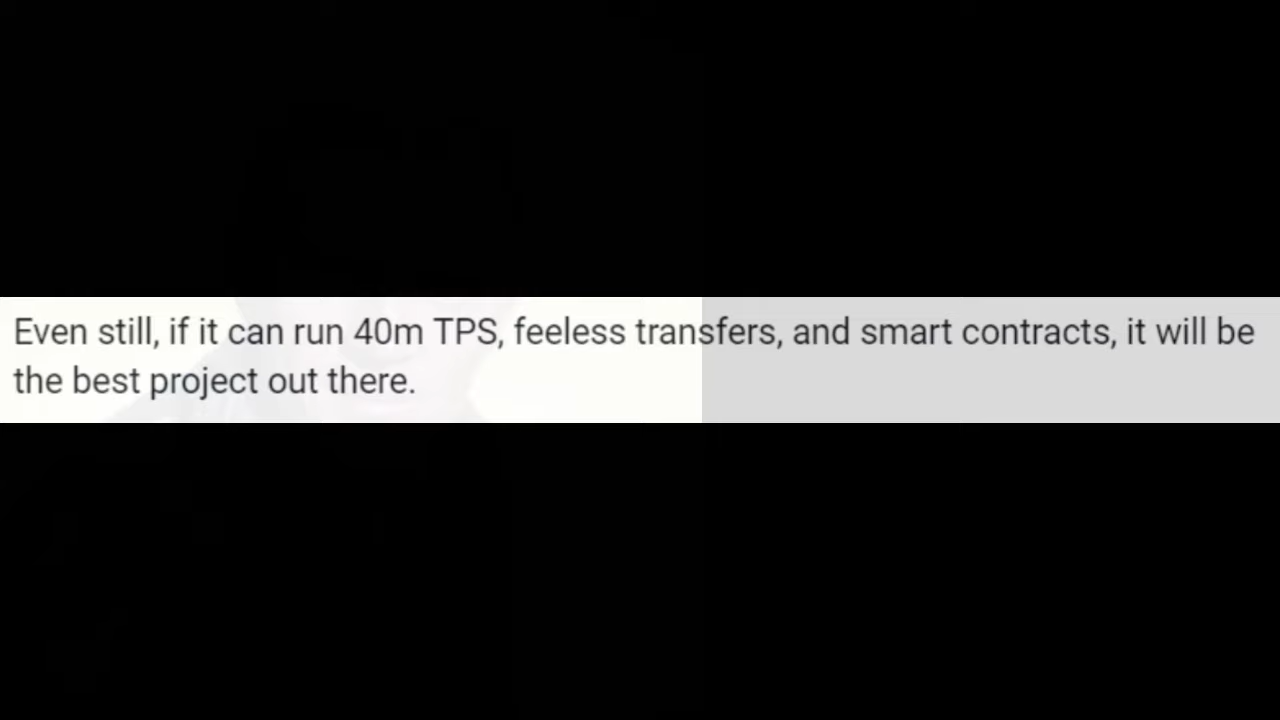 Even still, if it can run 40m TPS, feeless transfers, and smart contracts, it will be
the best project out there.